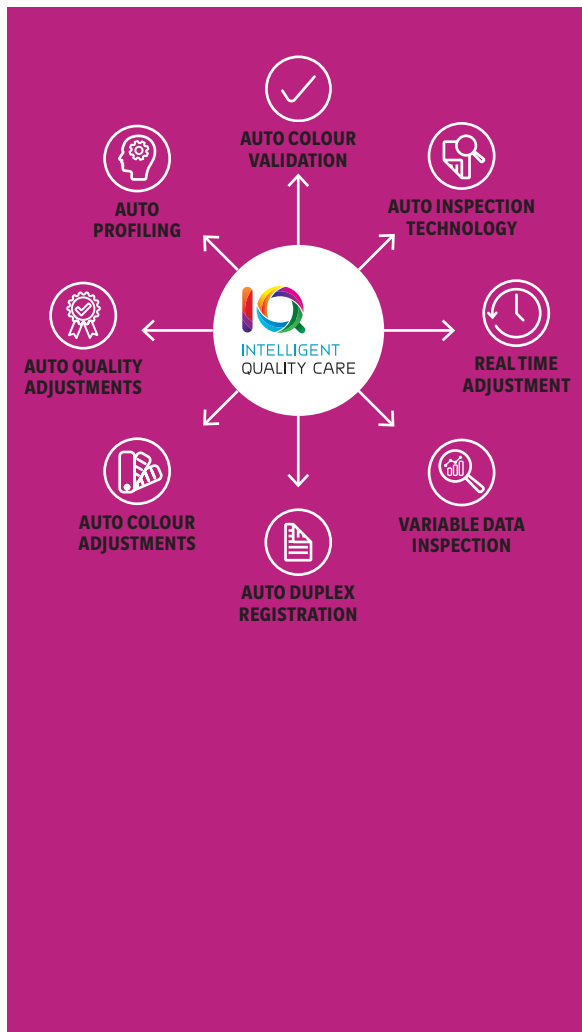 AUTO COLOUR
VALIDATION
AUTO
PROFILING
AUTO INSPECTION
TECHNOLOGY
IQ
INTELLIGENT
QUALITY CARE
AUTO QUALITY
ADJUSTMENTS
REAL TIME
ADJUSTMENT
AUTO COLOUR
ADJUSTMENTS
VARIABLE DATA
INSPECTION
AUTO DUPLEX
REGISTRATION